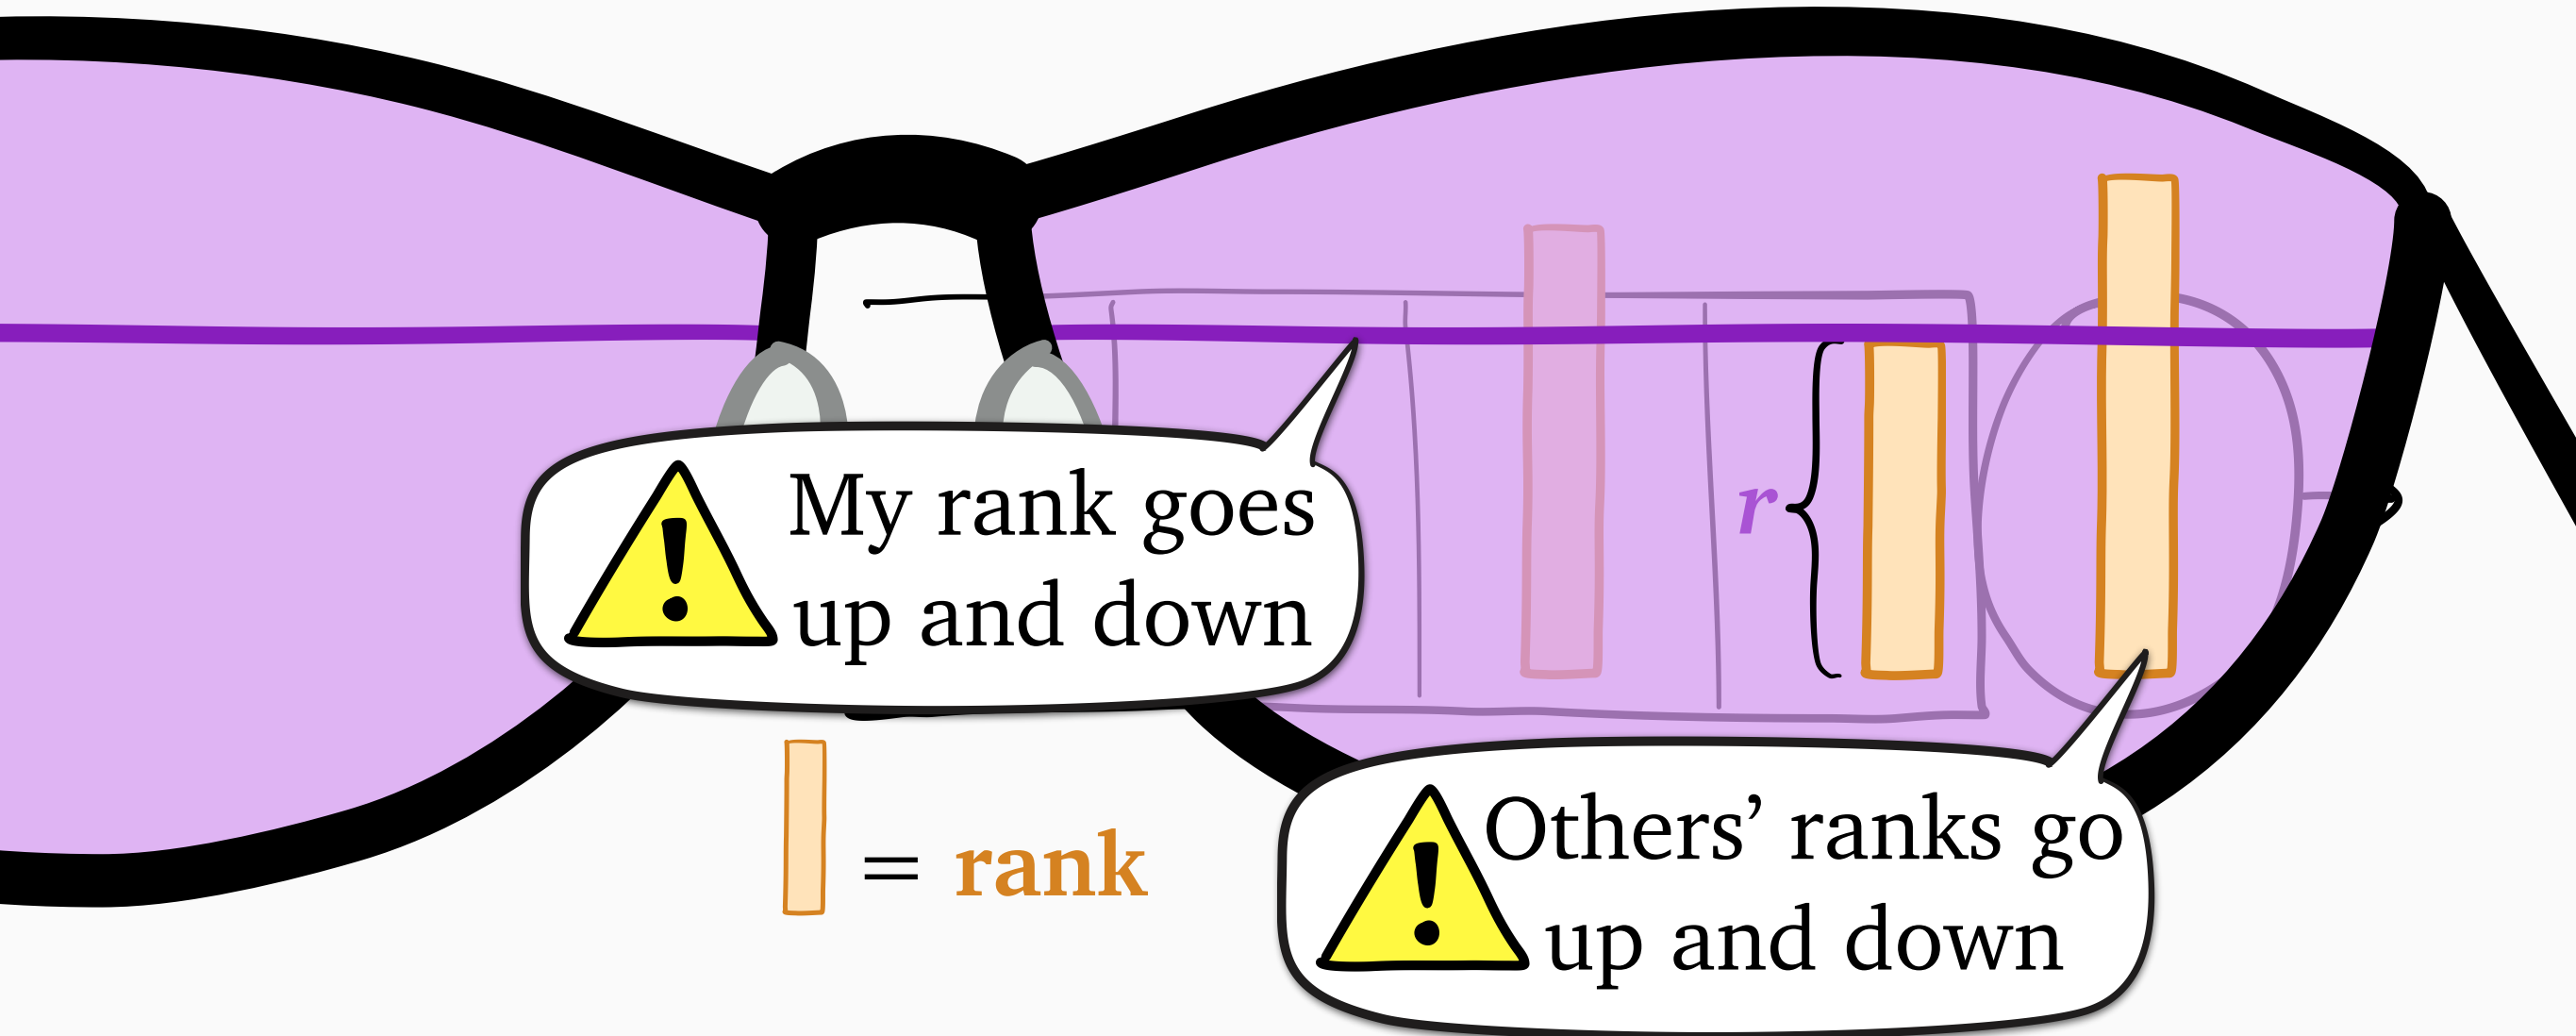 My rank goes
up and down
r
= rank
Others’ ranks go
up and down